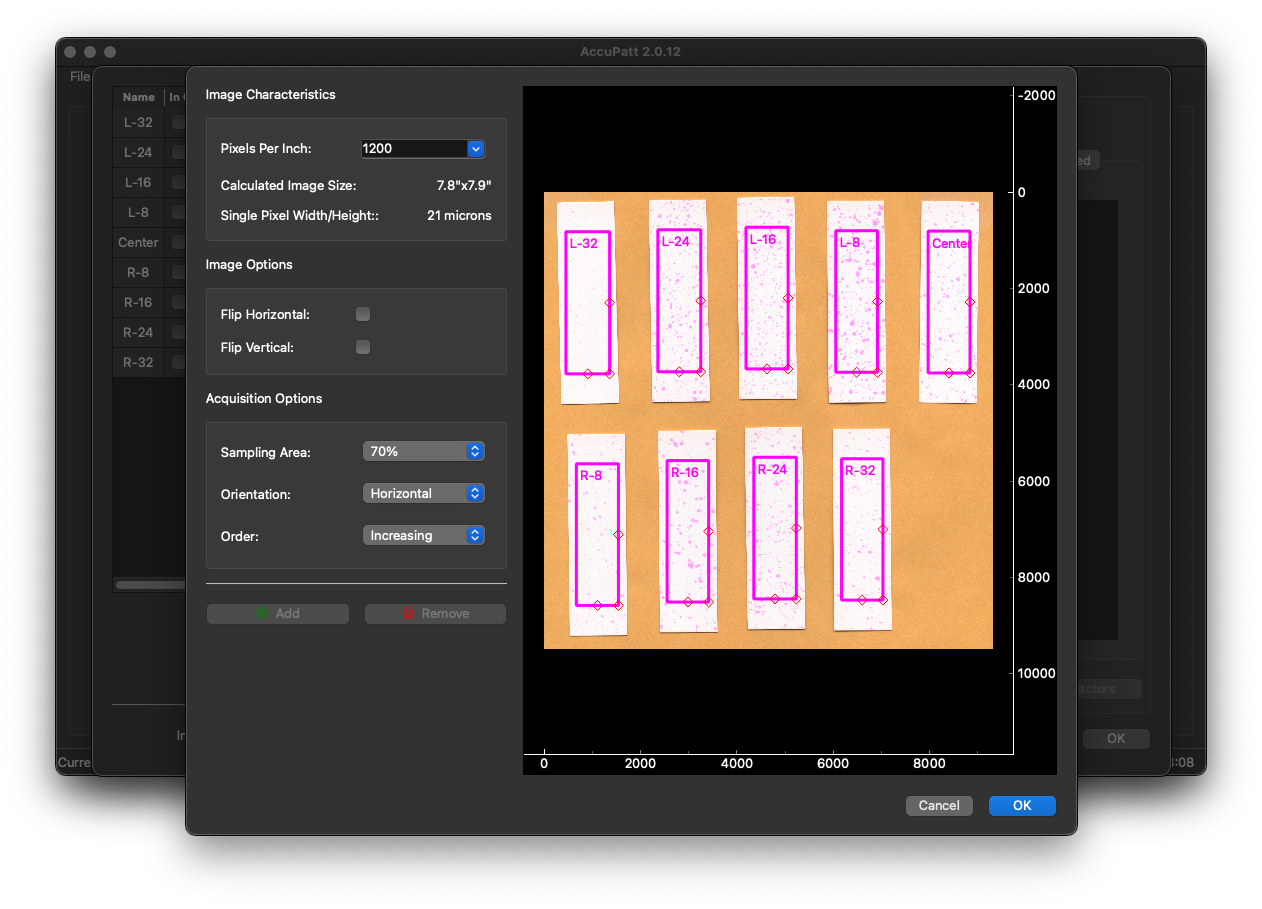 AccuPatt 2.0.12
File
Name In
L-32
L-24
L-16
L-8
Center
R-8
R-16
R-24
R-32
Image Characteristics
Pixels Per Inch: 1200
Calculated Image Size: 7.8"x7.9"
Single Pixel Width/Height:: 21 microns
Image Options
Flip Horizontal:
Flip Vertical:
Acquisition Options
Sampling Area: 70%
Orientation: Horizontal
Order: Increasing
Add Remove
L-32 L-24 L-16 L-8 Center
R-8 R-16 R-24 R-32
-2000
0
2000
4000
6000
8000
10000
0 2000 4000 6000 8000
Cancel OK
ed
actors
OK
Curre
:08